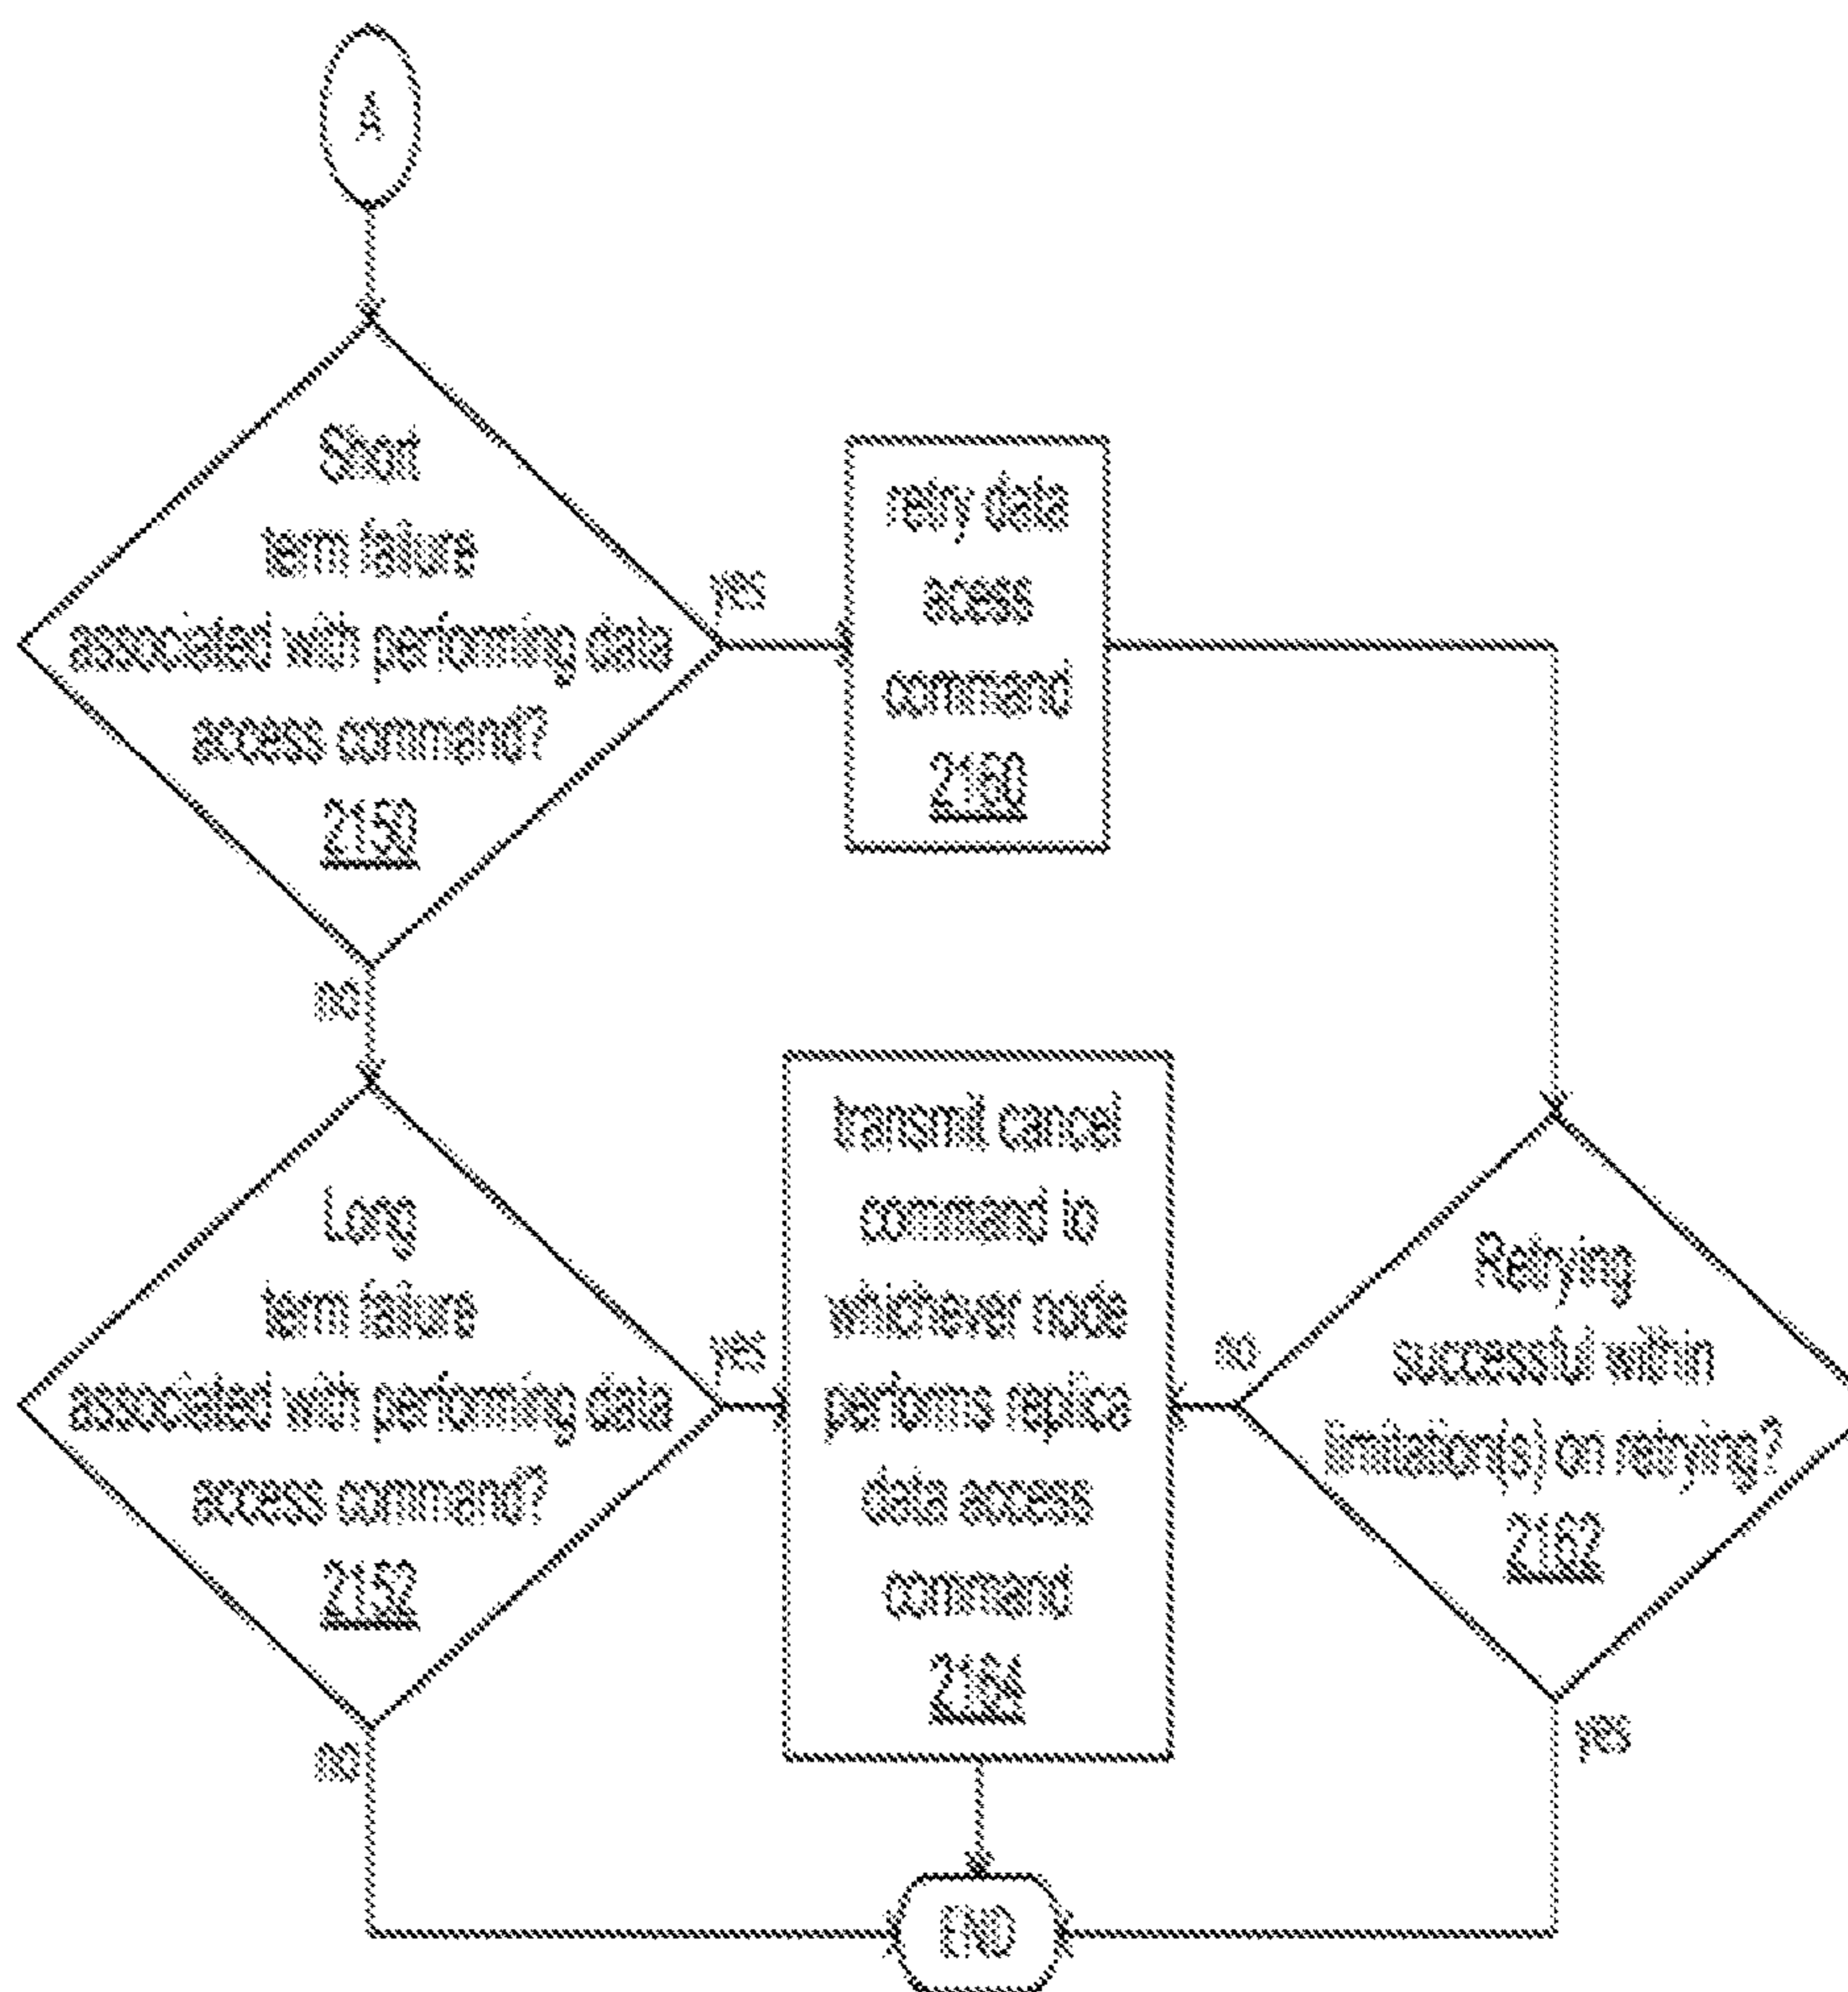 A
Short
term failure
associated with performing data
access command?
2150
yes
retry data
acess
command
2160
no
Long
term failure
associated with performing data
access command?
2152
yes
transmit cancel
command to
whichever node
performs replica
data access
command
2164
no
Retrying
successful within
limitation(s) on retrying?
2162
no
yes
END